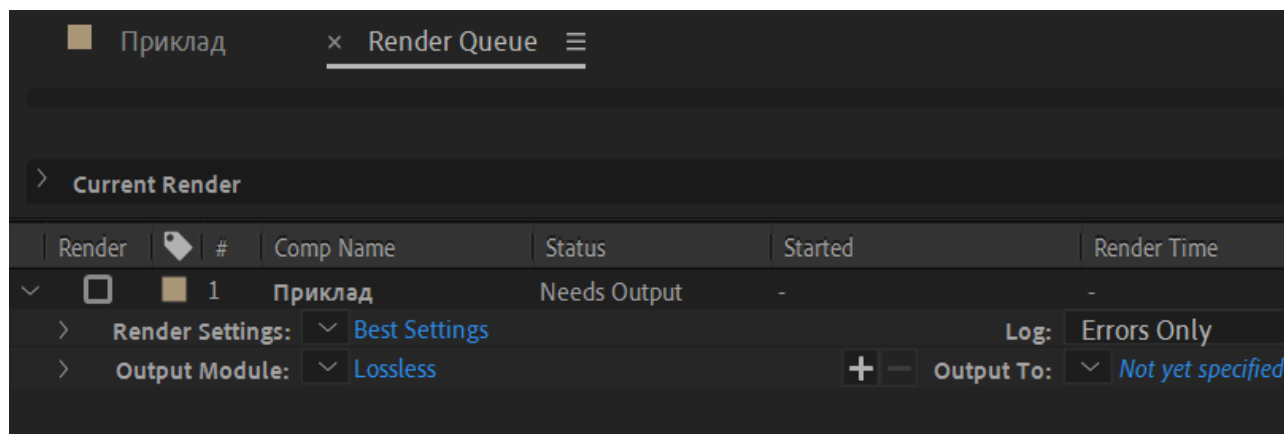 Приклад × Render Queue
Current Render
Render # Comp Name Status Started Render Time
1 Приклад Needs Output - -
Render Settings: Best Settings Log: Errors Only
Output Module: Lossless + - Output To: Not yet specified